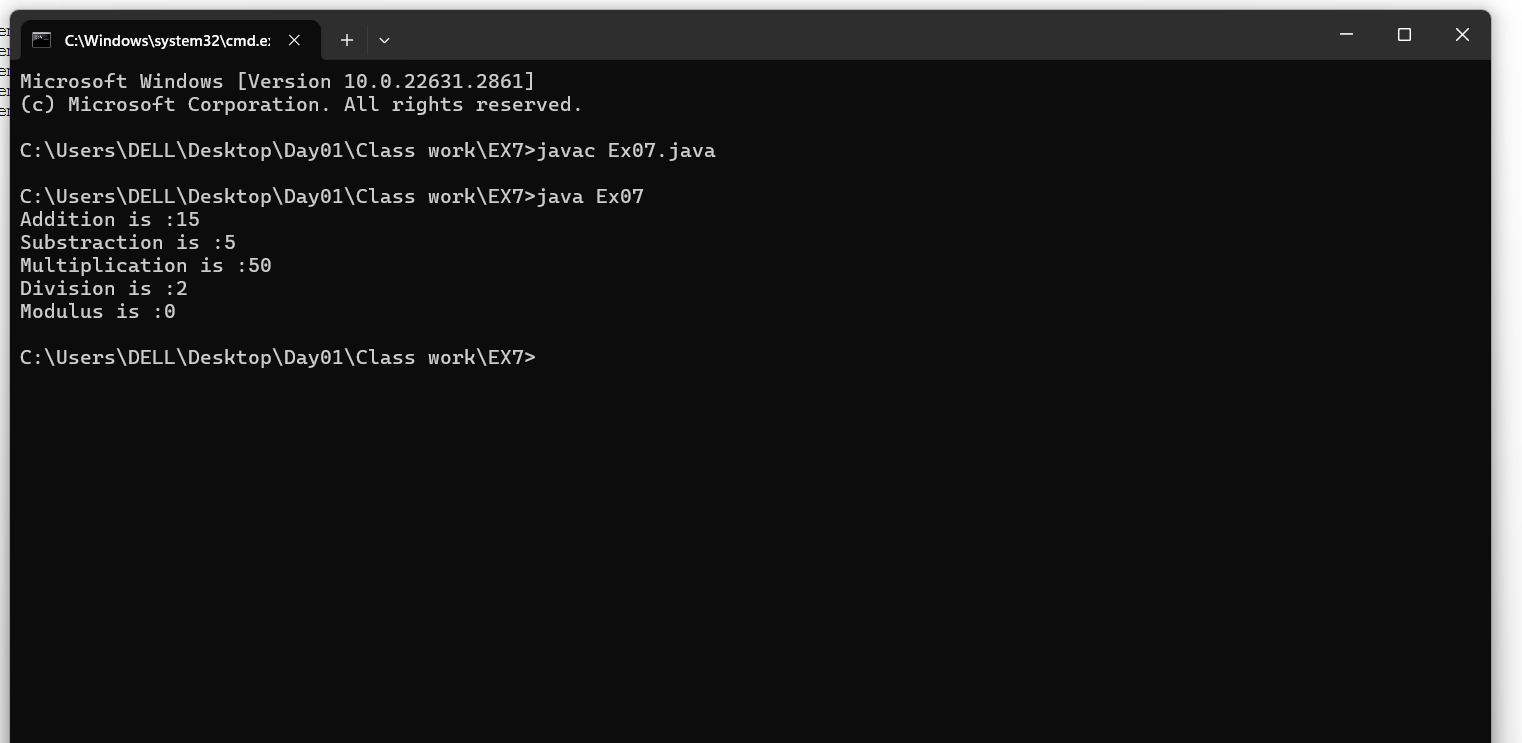 C:\Windows\system32\cmd.e
Microsoft Windows [Version 10.0.22631.2861]
(c) Microsoft Corporation. All rights reserved.
C:\Users\DELL\Desktop\Day01\Class work\EX7>javac Ex07.java
C:\Users\DELL\Desktop\Day01\Class work\EX7>java Ex07
Addition is :15
Substraction is :5
Multiplication is :50
Division is :2
Modulus is :0
C:\Users\DELL\Desktop\Day01\Class work\EX7>